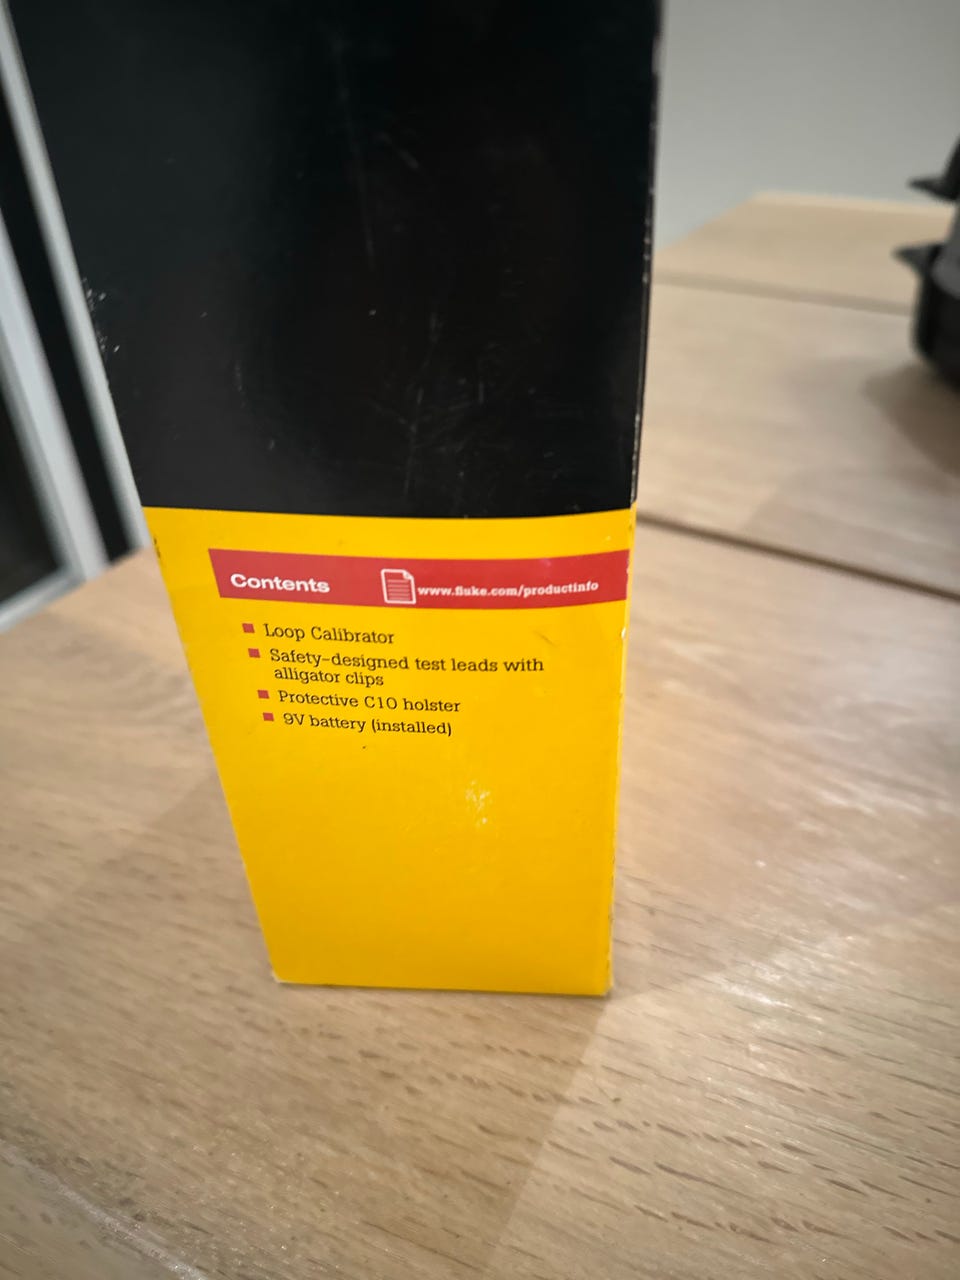 Contents www.fluke.com/productinfo
Loop Calibrator
Safety-designed test leads with
alligator clips
Protective C10 holster
9V battery (installed)